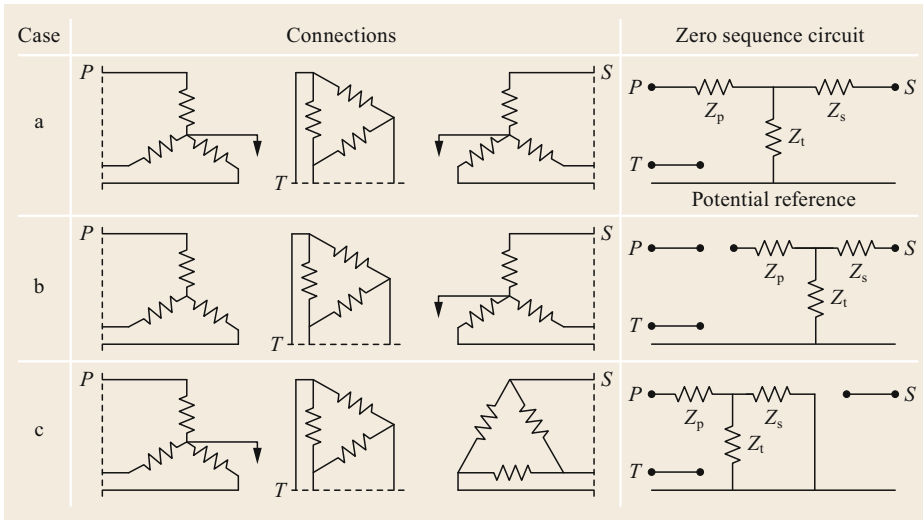 Case Connections Zero sequence circuit
a
P
T
S
P Zp Zs S
Zt
T
Potential reference
b
P
T
S
P Zp Zs S
Zt
T
c
P
T
S
P Zp Zs S
Zt
T